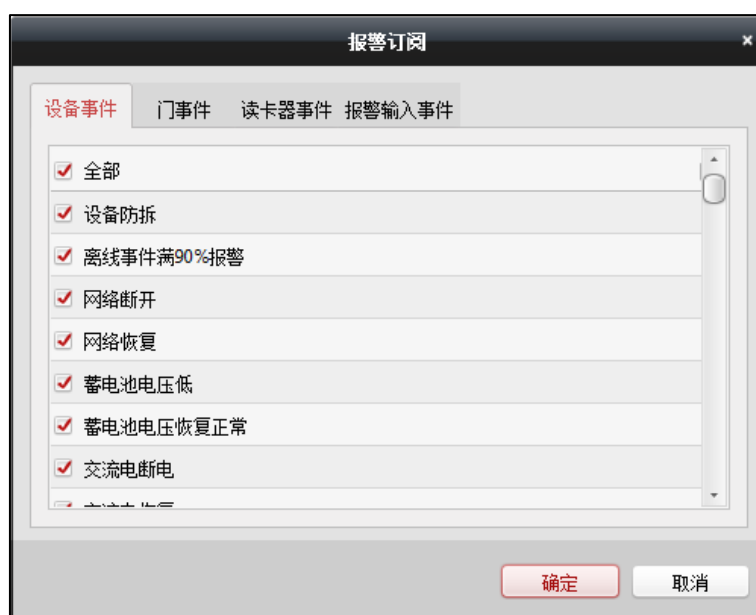 报警订阅
设备事件 门事件 读卡器事件 报警输入事件
全部
设备防拆
离线事件满90%报警
网络断开
网络恢复
蓄电池电压低
蓄电池电压恢复正常
交流电断电
确定 取消